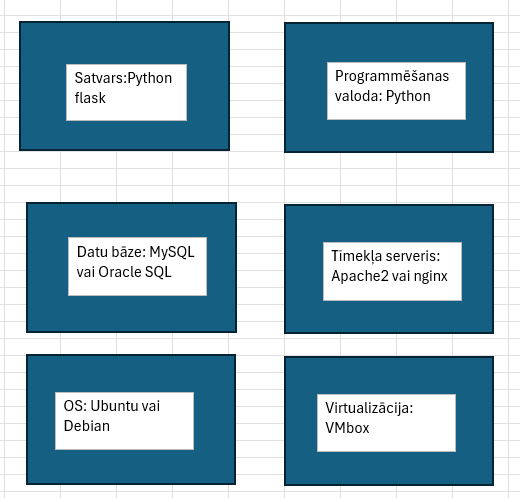 Satvars:Python
flask
Programmēšanas
valoda: Python
Datu bāze: MySQL
vai Oracle SQL
Tīmekļa serveris:
Apache2 vai nginx
OS: Ubuntu vai
Debian
Virtualizācija:
VMbox